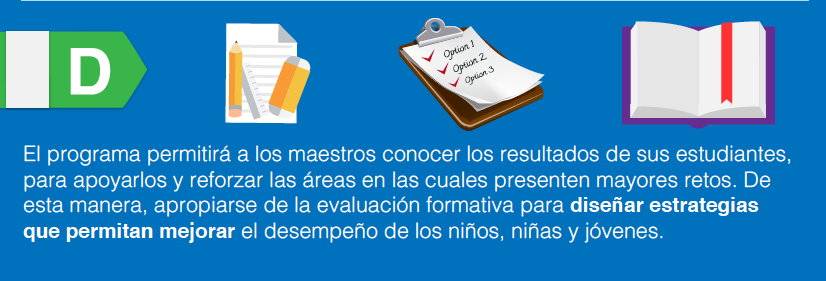 D
Option 1
Option 2
Option 3
El programa permitirá a los maestros conocer los resultados de sus estudiantes,
para apoyarlos y reforzar las áreas en las cuales presenten mayores retos. De
esta manera, apropiarse de la evaluación formativa para diseñar estrategias
que permitan mejorar el desempeño de los niños, niñas y jóvenes.